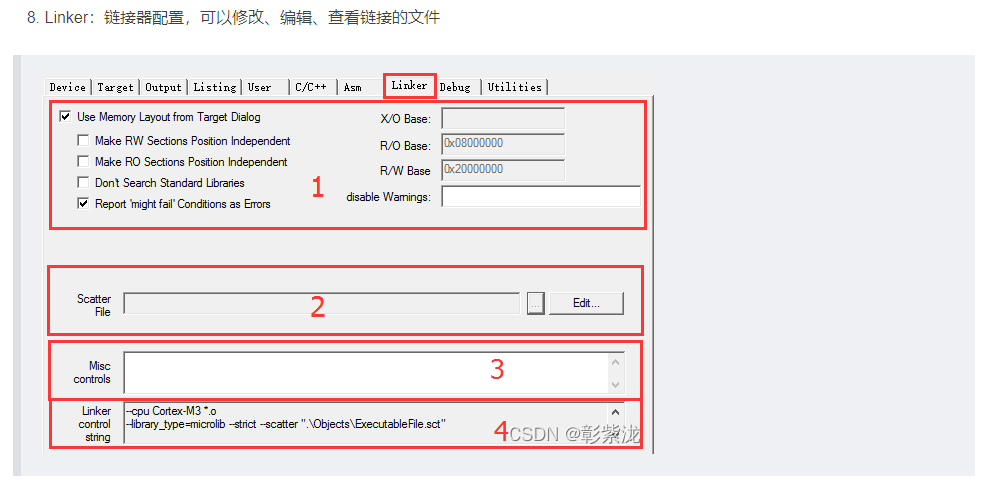 8. Linker：链接器配置，可以修改、编辑、查看链接的文件
Device Target Output Listing User C/C++ Asm Linker Debug Utilities
Use Memory Layout from Target Dialog
X/O Base:
Make RW Sections Position Independent
R/O Base: 0x08000000
Make RO Sections Position Independent
R/W Base 0x20000000
Don't Search Standard Libraries
1
disable Warnings:
Report 'might fail' Conditions as Errors
Scatter
File
2
...
Edit...
Misc
controls
3
Linker
control
string
--cpu Cortex-M3 *.o
--library_type=microlib --strict --scatter ".\Objects\ExecutableFile.sct"
4
CSDN @彰紫泷